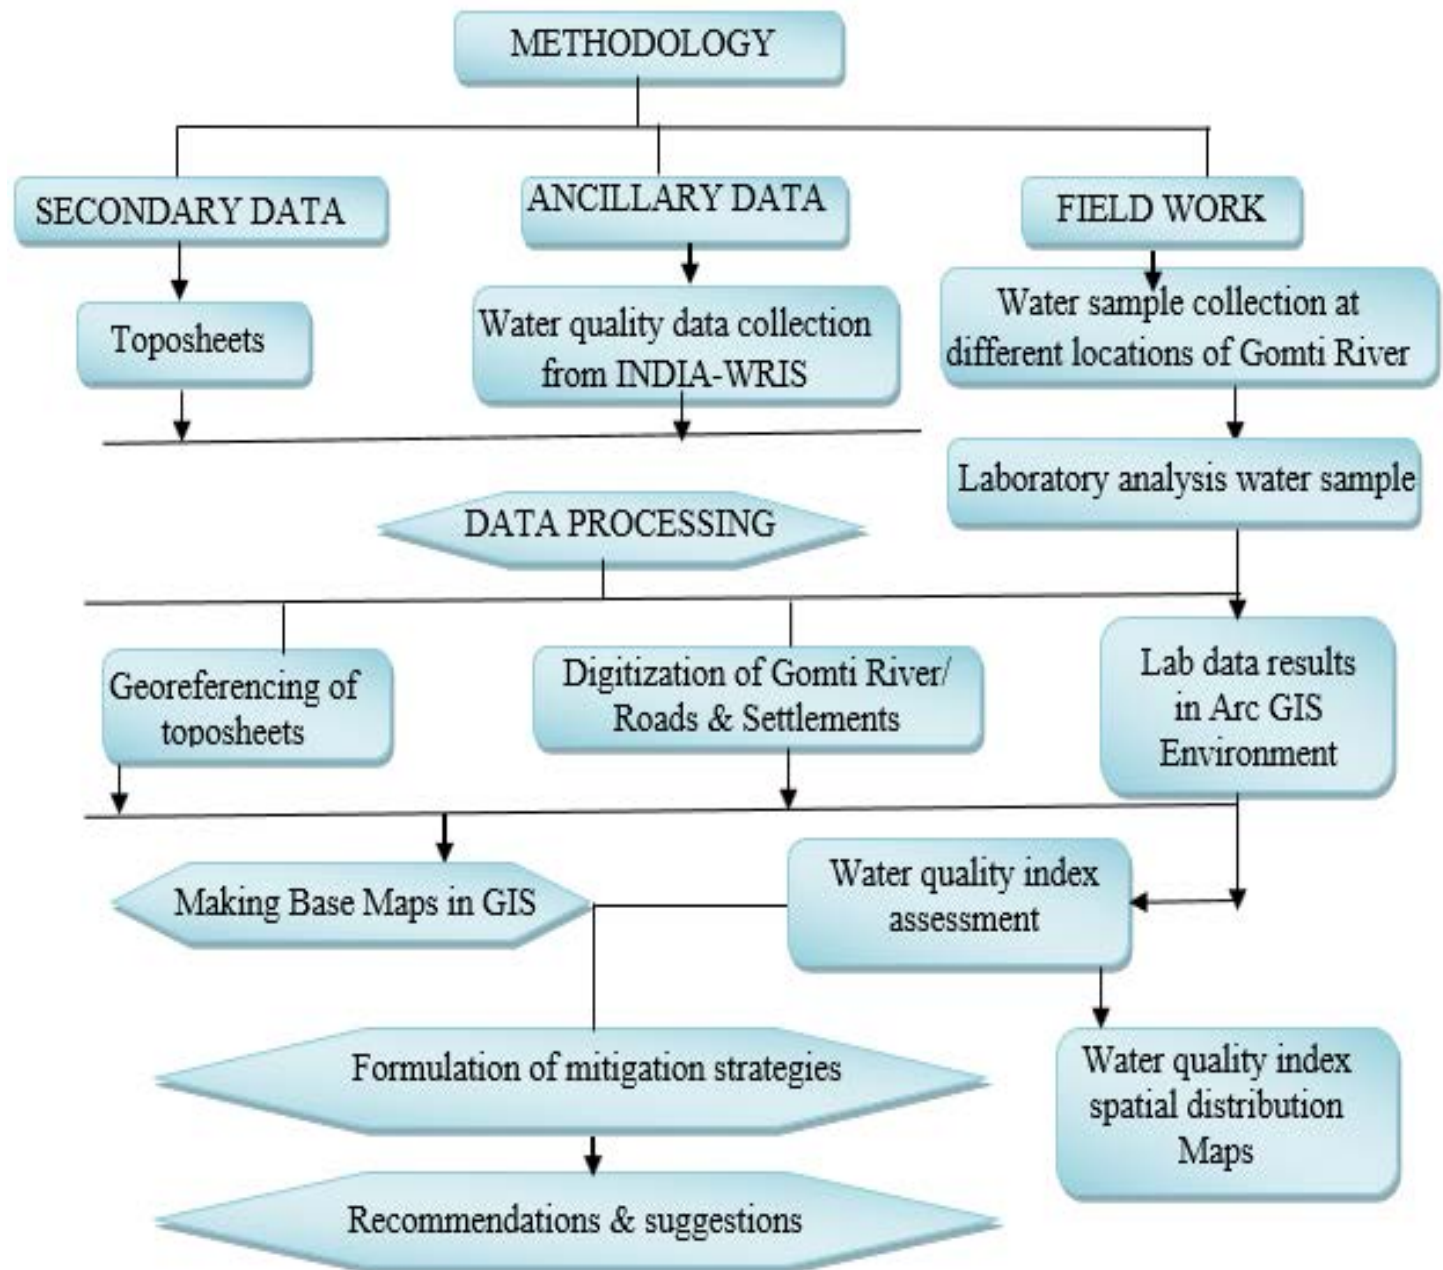 METHODOLOGY
SECONDARY DATA
ANCILLARY DATA
FIELD WORK
Toposheets
Water quality data collection
from INDIA-WRIS
Water sample collection at
different locations of Gomti River
Laboratory analysis water sample
DATA PROCESSING
Georeferencing of
toposheets
Digitization of Gomti River/
Roads & Settlements
Lab data results
in Arc GIS
Environment
Making Base Maps in GIS
Water quality index
assessment
Formulation of mitigation strategies
Water quality index
spatial distribution
Maps
Recommendations & suggestions